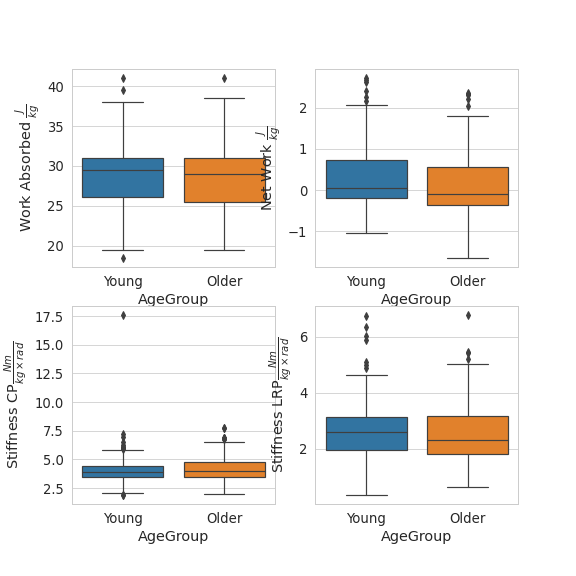 40
35
30
25
20
Work Absorbed J/kg
Young Older
AgeGroup
2
1
0
−1
Net Work J/kg
Young Older
AgeGroup
17.5
15.0
12.5
10.0
7.5
5.0
2.5
Stiffness CP Nm/kg × rad
Young Older
AgeGroup
6
4
2
Stiffness LRP Nm/kg × rad
Young Older
AgeGroup